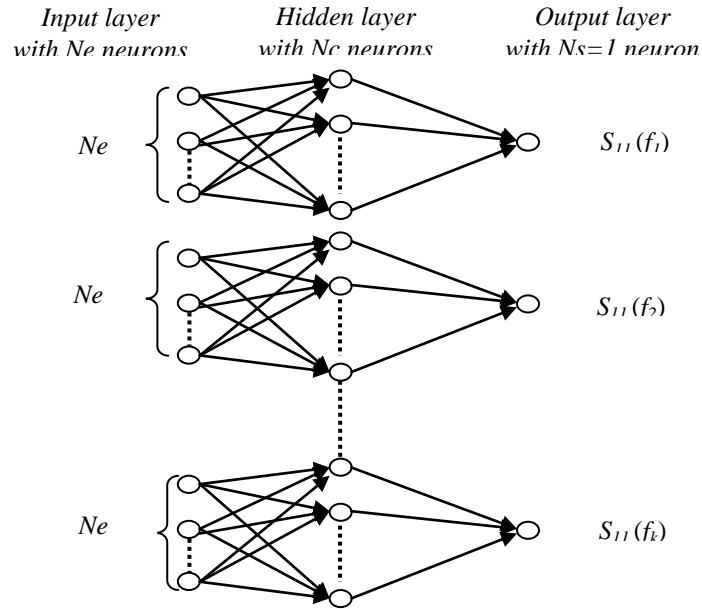 Input layer
with Ne neurons
Hidden layer
with Nc neurons
Output layer
with Ns=1 neuron
Ne
S₁₁(f₁)
Ne
S₁₁(f₂)
Ne
S₁₁(fₖ)